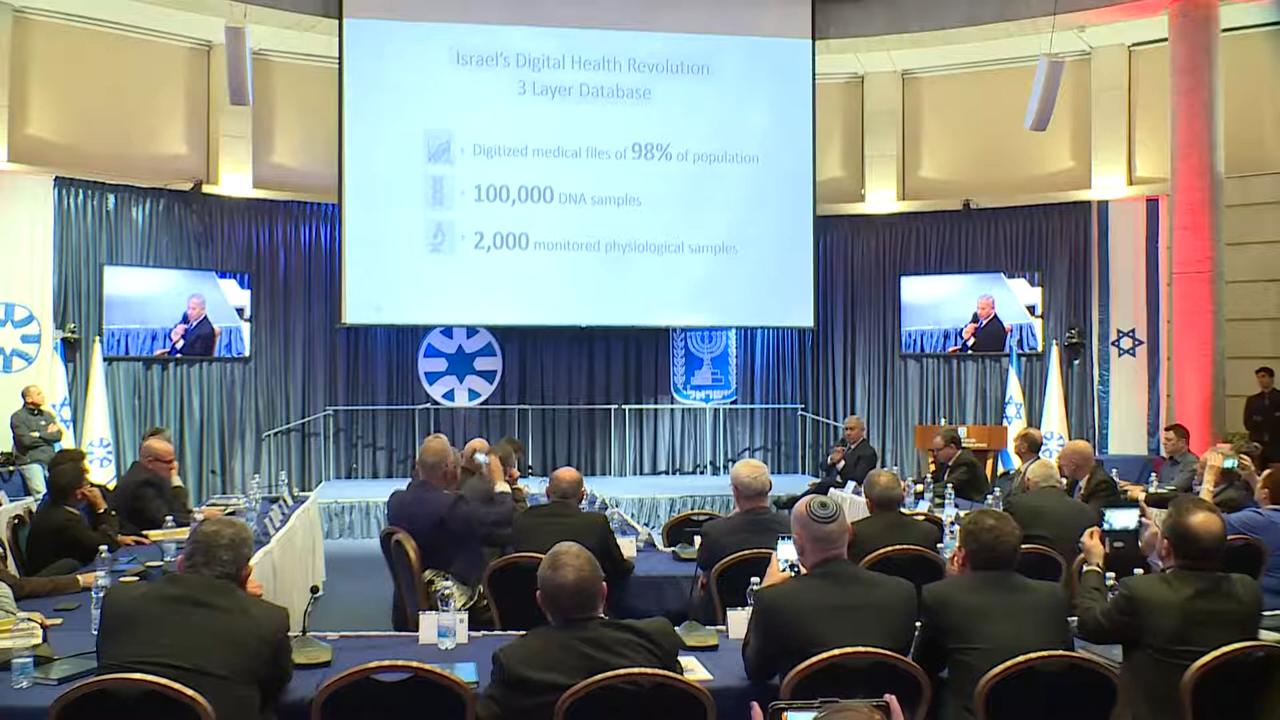 Israel's Digital Health Revolution
3 Layer Database
Digitized medical files of 98% of population
100,000 DNA samples
2,000 monitored physiological samples
ישראל